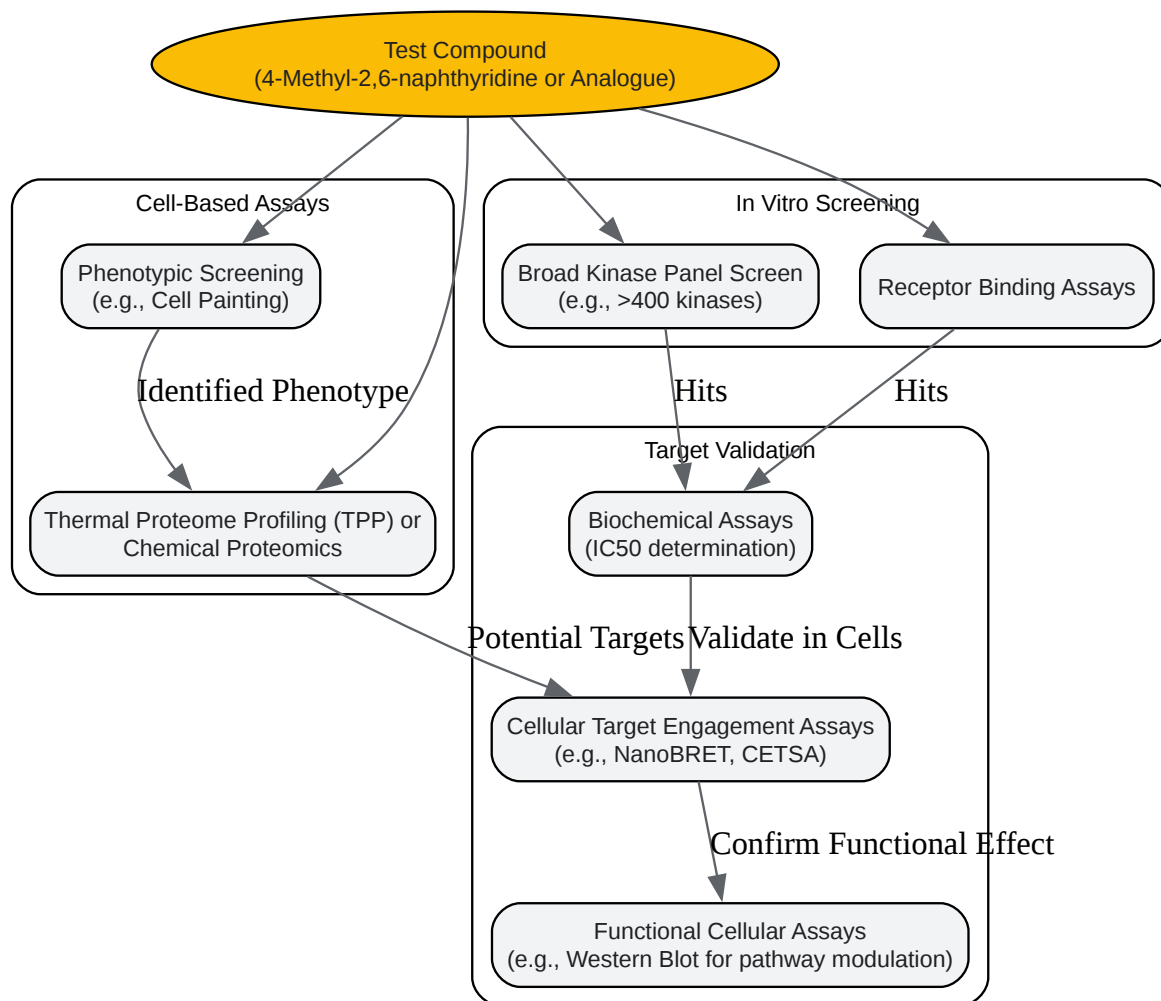 Test Compound
(4-Methyl-2,6-naphthyridine or Analogue)
Cell-Based Assays
In Vitro Screening
Phenotypic Screening
(e.g., Cell Painting)
Broad Kinase Panel Screen
(e.g., >400 kinases)
Receptor Binding Assays
Identified Phenotype
Hits
Hits
Target Validation
Thermal Proteome Profiling (TPP) or
Chemical Proteomics
Biochemical Assays
(IC50 determination)
Potential Targets
Validate in Cells
Cellular Target Engagement Assays
(e.g., NanoBRET, CETSA)
Confirm Functional Effect
Functional Cellular Assays
(e.g., Western Blot for pathway modulation)